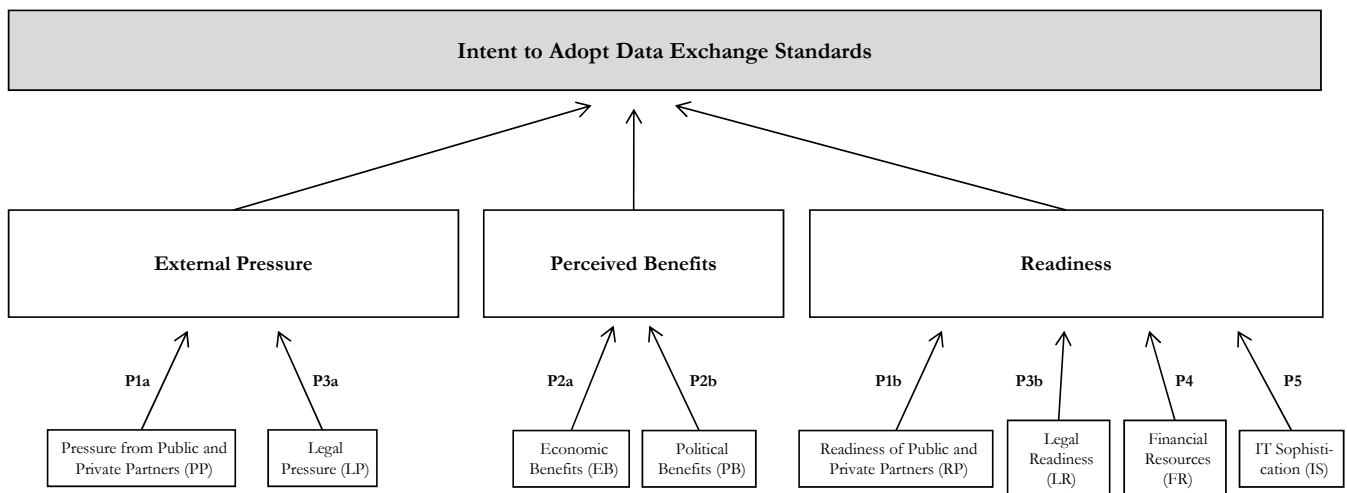 Intent to Adopt Data Exchange Standards
External Pressure
Perceived Benefits
Readiness
P1a
P3a
P2a
P2b
P1b
P3b
P4
P5
Pressure from Public and
Private Partners (PP)
Legal
Pressure (LP)
Economic
Benefits (EB)
Political
Benefits (PB)
Readiness of Public and
Private Partners (RP)
Legal
Readiness
(LR)
Financial
Resources
(FR)
IT Sophisti-
cation (IS)